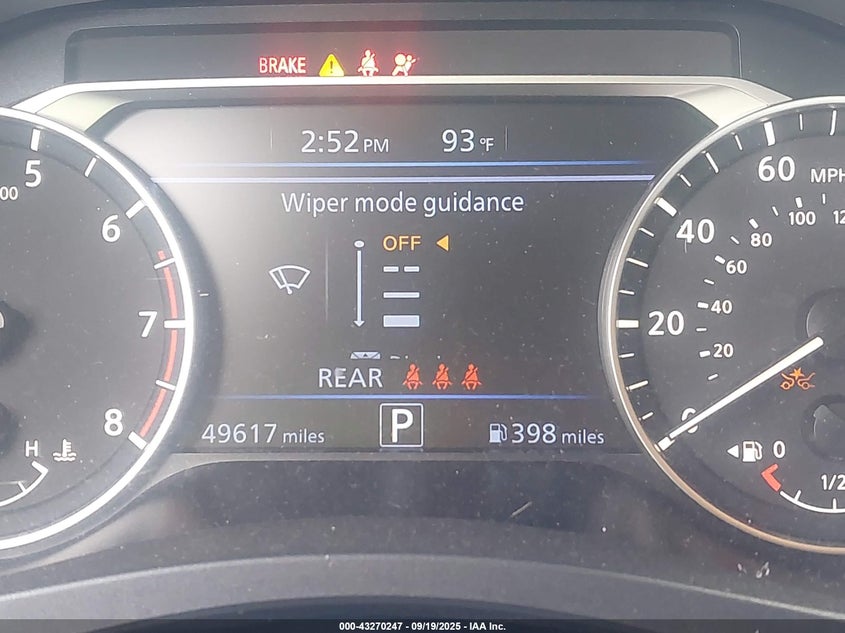 BRAKE
2:52 PM 93 °F
Wiper mode guidance
OFF
REAR
49617 miles P 398 miles
5
6
7
8
H
60 MPH
40
20
0
100
80
60
40
20
0
1/2
000-43270247 - 09/19/2025 - IAA Inc.